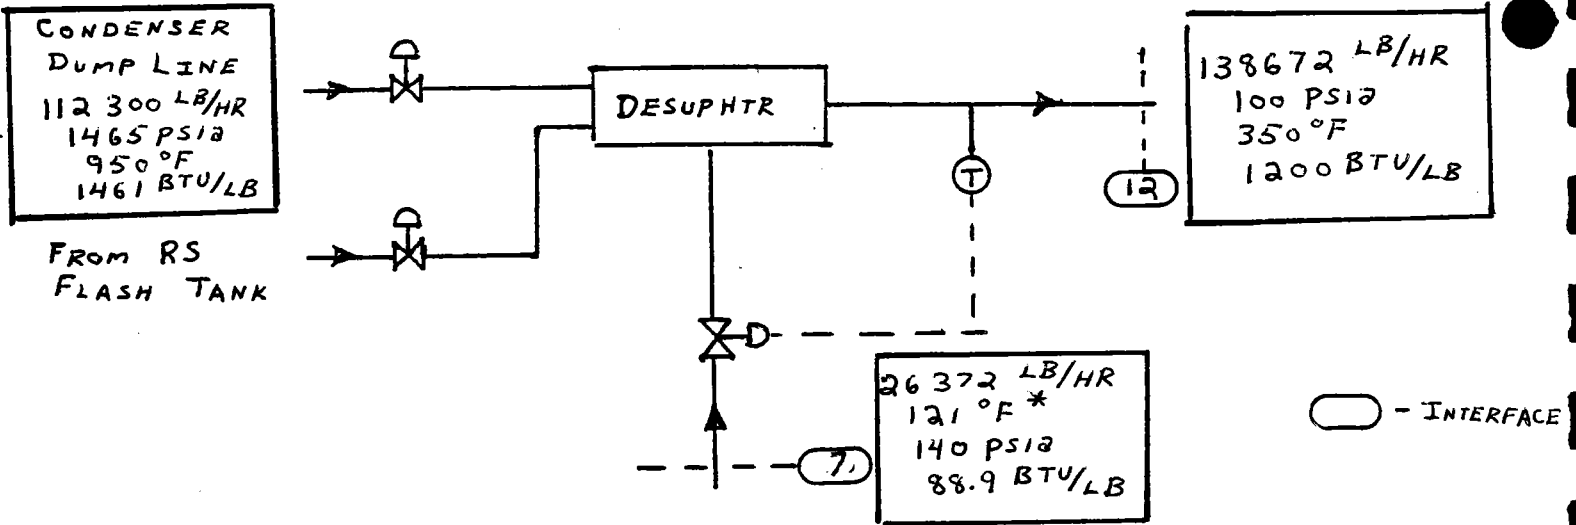 CONDENSER
DUMP LINE
112 300 LB/HR
1465 PSIa
950 °F
1461 BTU/LB
FROM RS
FLASH TANK
DESUPHTR
T
12
138672 LB/HR
100 PSIa
350 °F
1200 BTU/LB
26 372 LB/HR
121 °F *
140 PSIa
88.9 BTU/LB
7
- INTERFACE